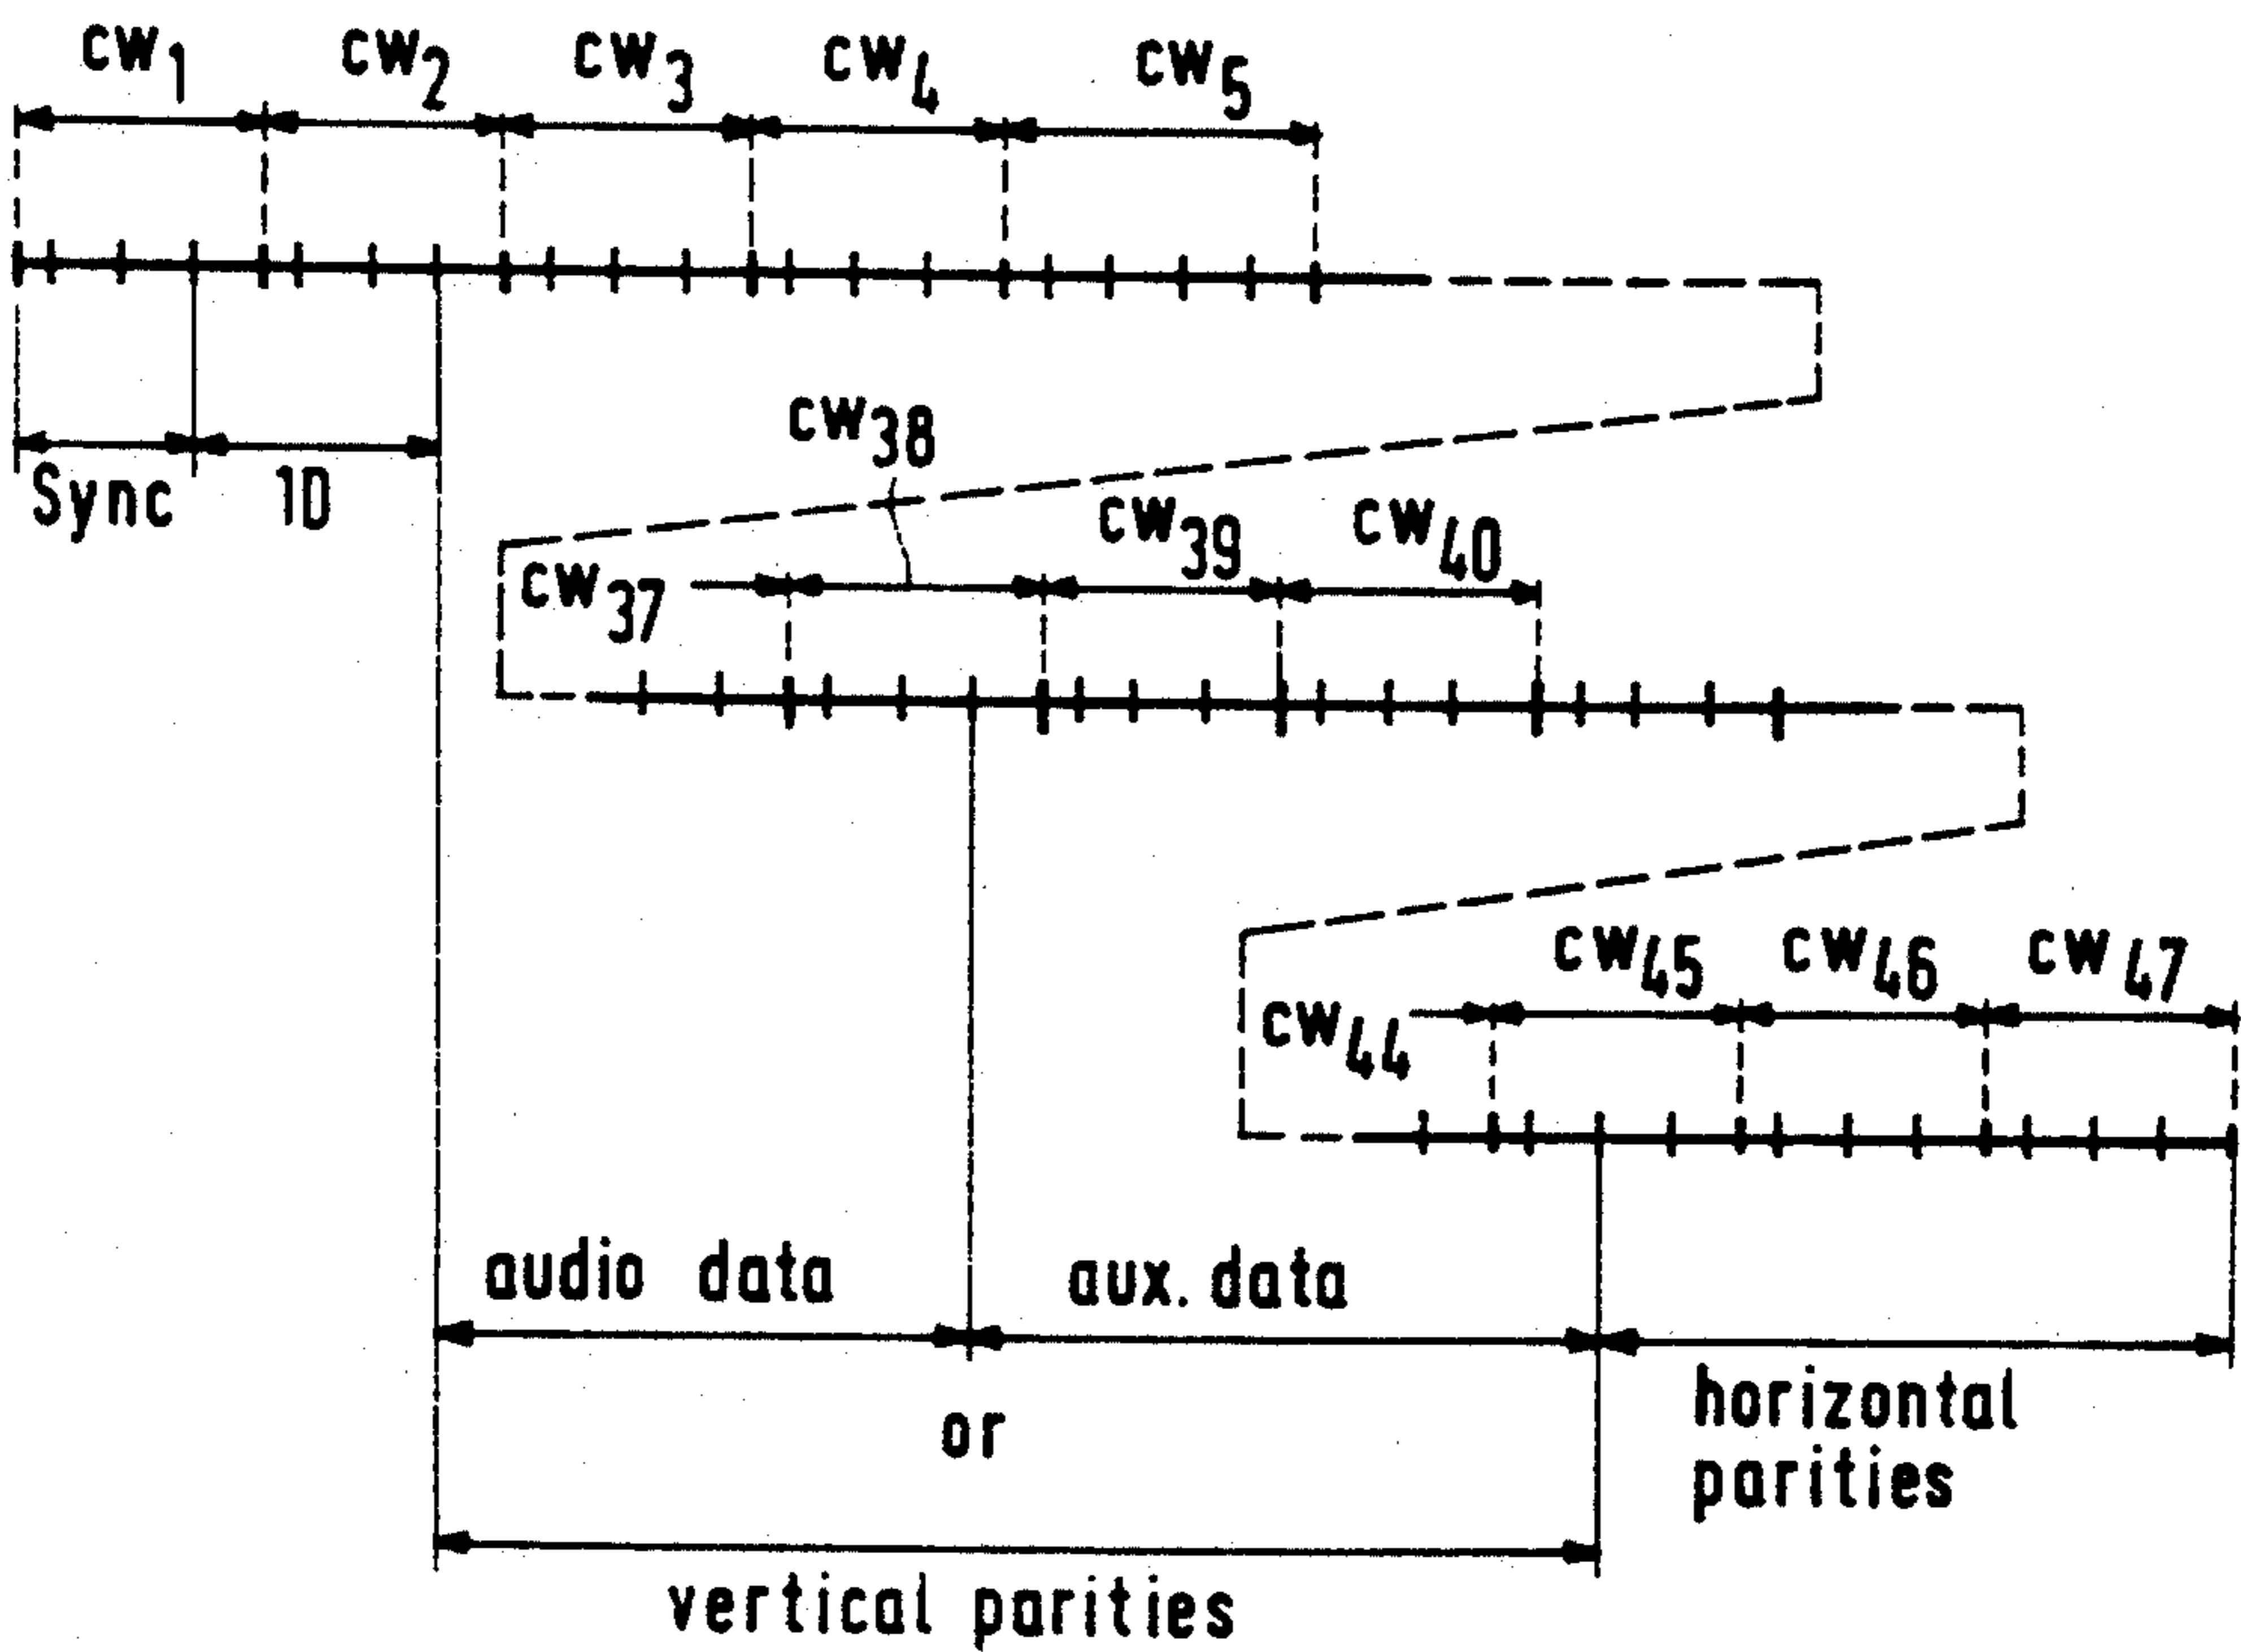 cw1 cw2 cw3 cw4 cw5
Sync 1D
cw38
cw37 cw39 cw40
cw44 cw45 cw46 cw47
audio data aux. data
or
horizontal
parities
vertical parities